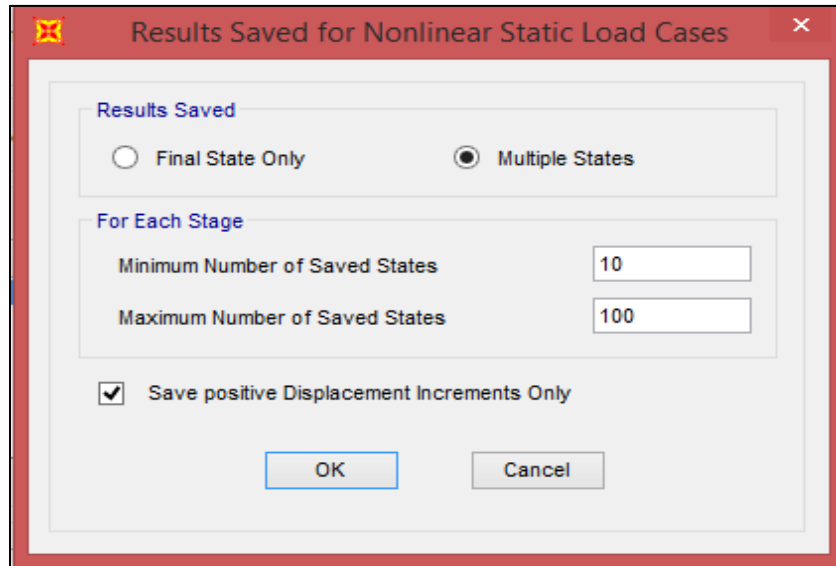 Results Saved for Nonlinear Static Load Cases
Results Saved
Final State Only Multiple States
For Each Stage
Minimum Number of Saved States 10
Maximum Number of Saved States 100
Save positive Displacement Increments Only
OK Cancel